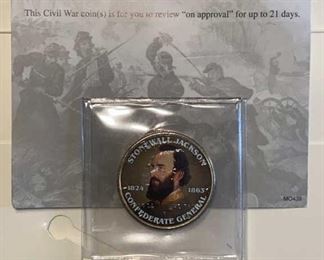 This Civil War coin(s) is for you to review "on approval" for up to 21 days.
STONEWALL JACKSON
1824 1863
CONFEDERATE GENERAL
MO439